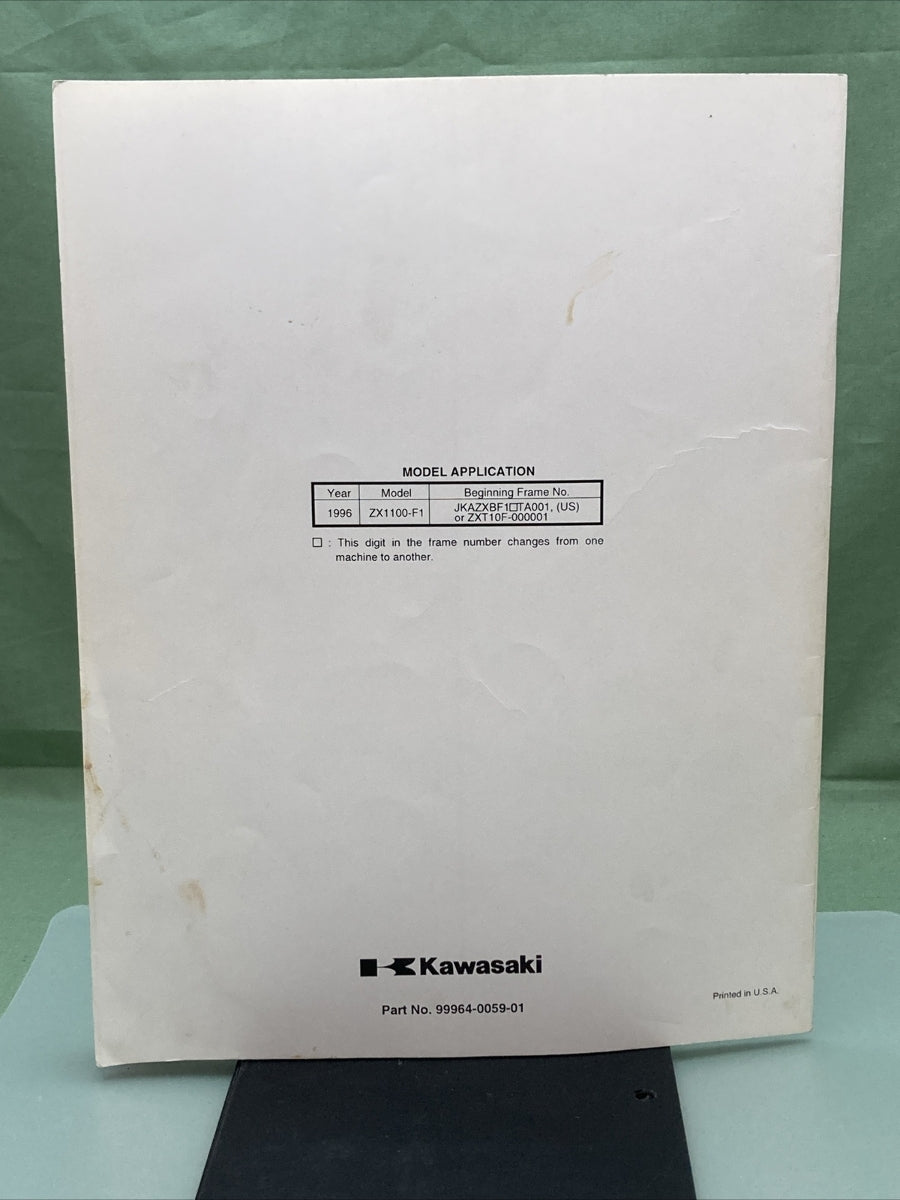 MODEL APPLICATION
Year Model Beginning Frame No.
1996 ZX1100-F1 JKAZXBF1□TA001, (US)
or ZXT10F-000001
□ : This digit in the frame number changes from one
machine to another.
Kawasaki
Part No. 99964-0059-01
Printed in U.S.A.